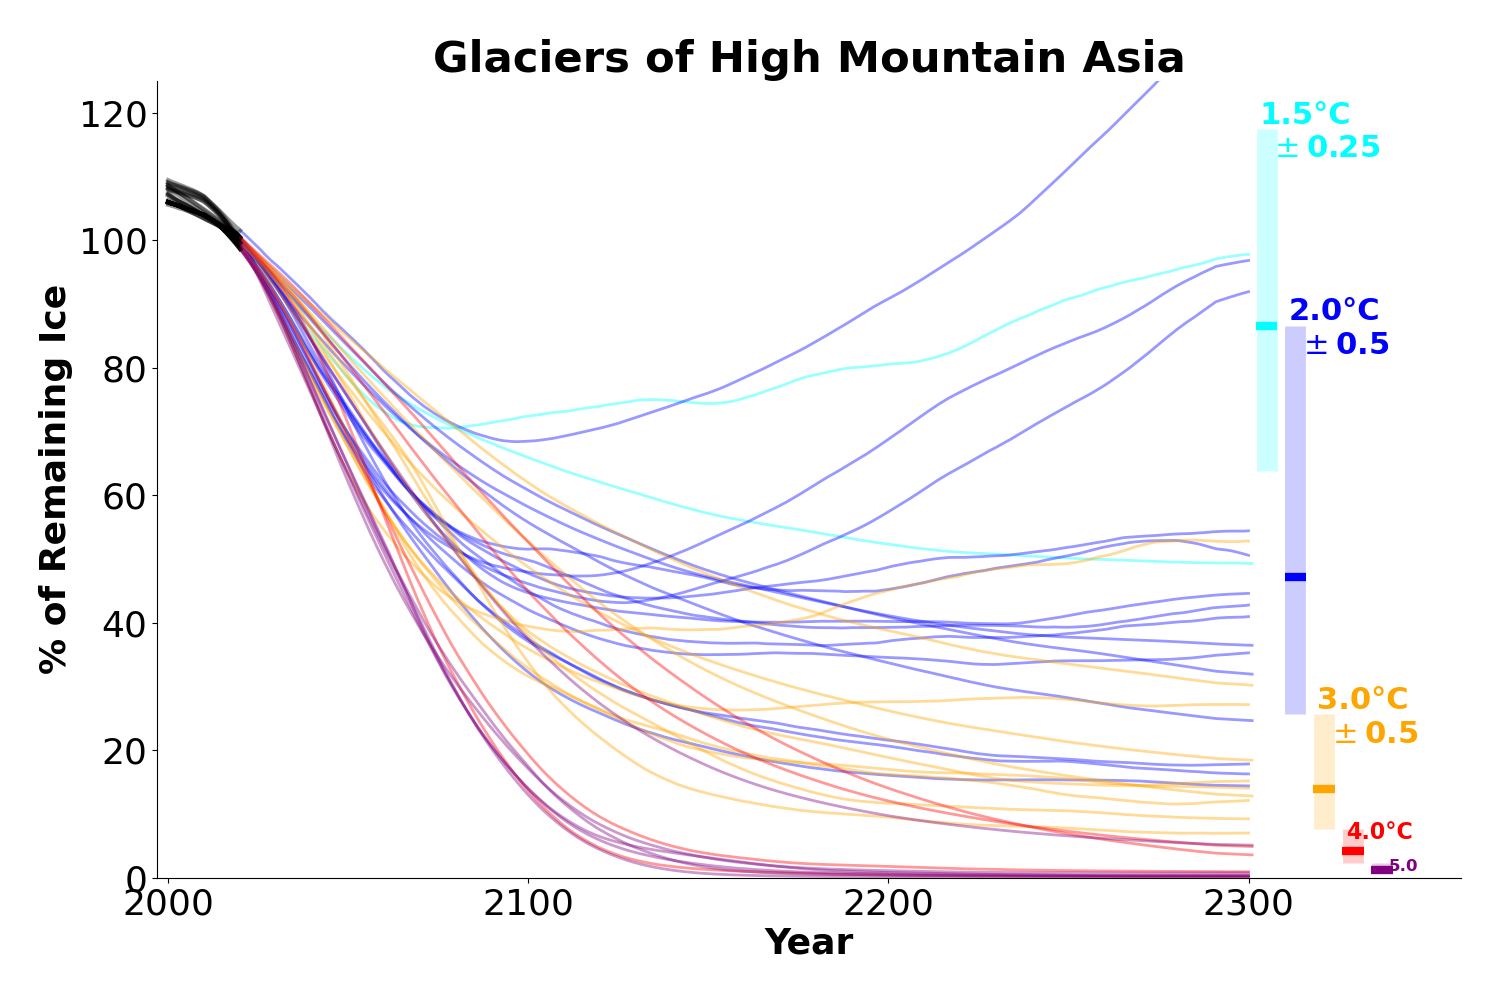 Glaciers of High Mountain Asia
% of Remaining Ice
120
100
80
60
40
20
0
2000
2100
2200
2300
Year
1.5°C
± 0.25
2.0°C
± 0.5
3.0°C
± 0.5
4.0°C
5.0